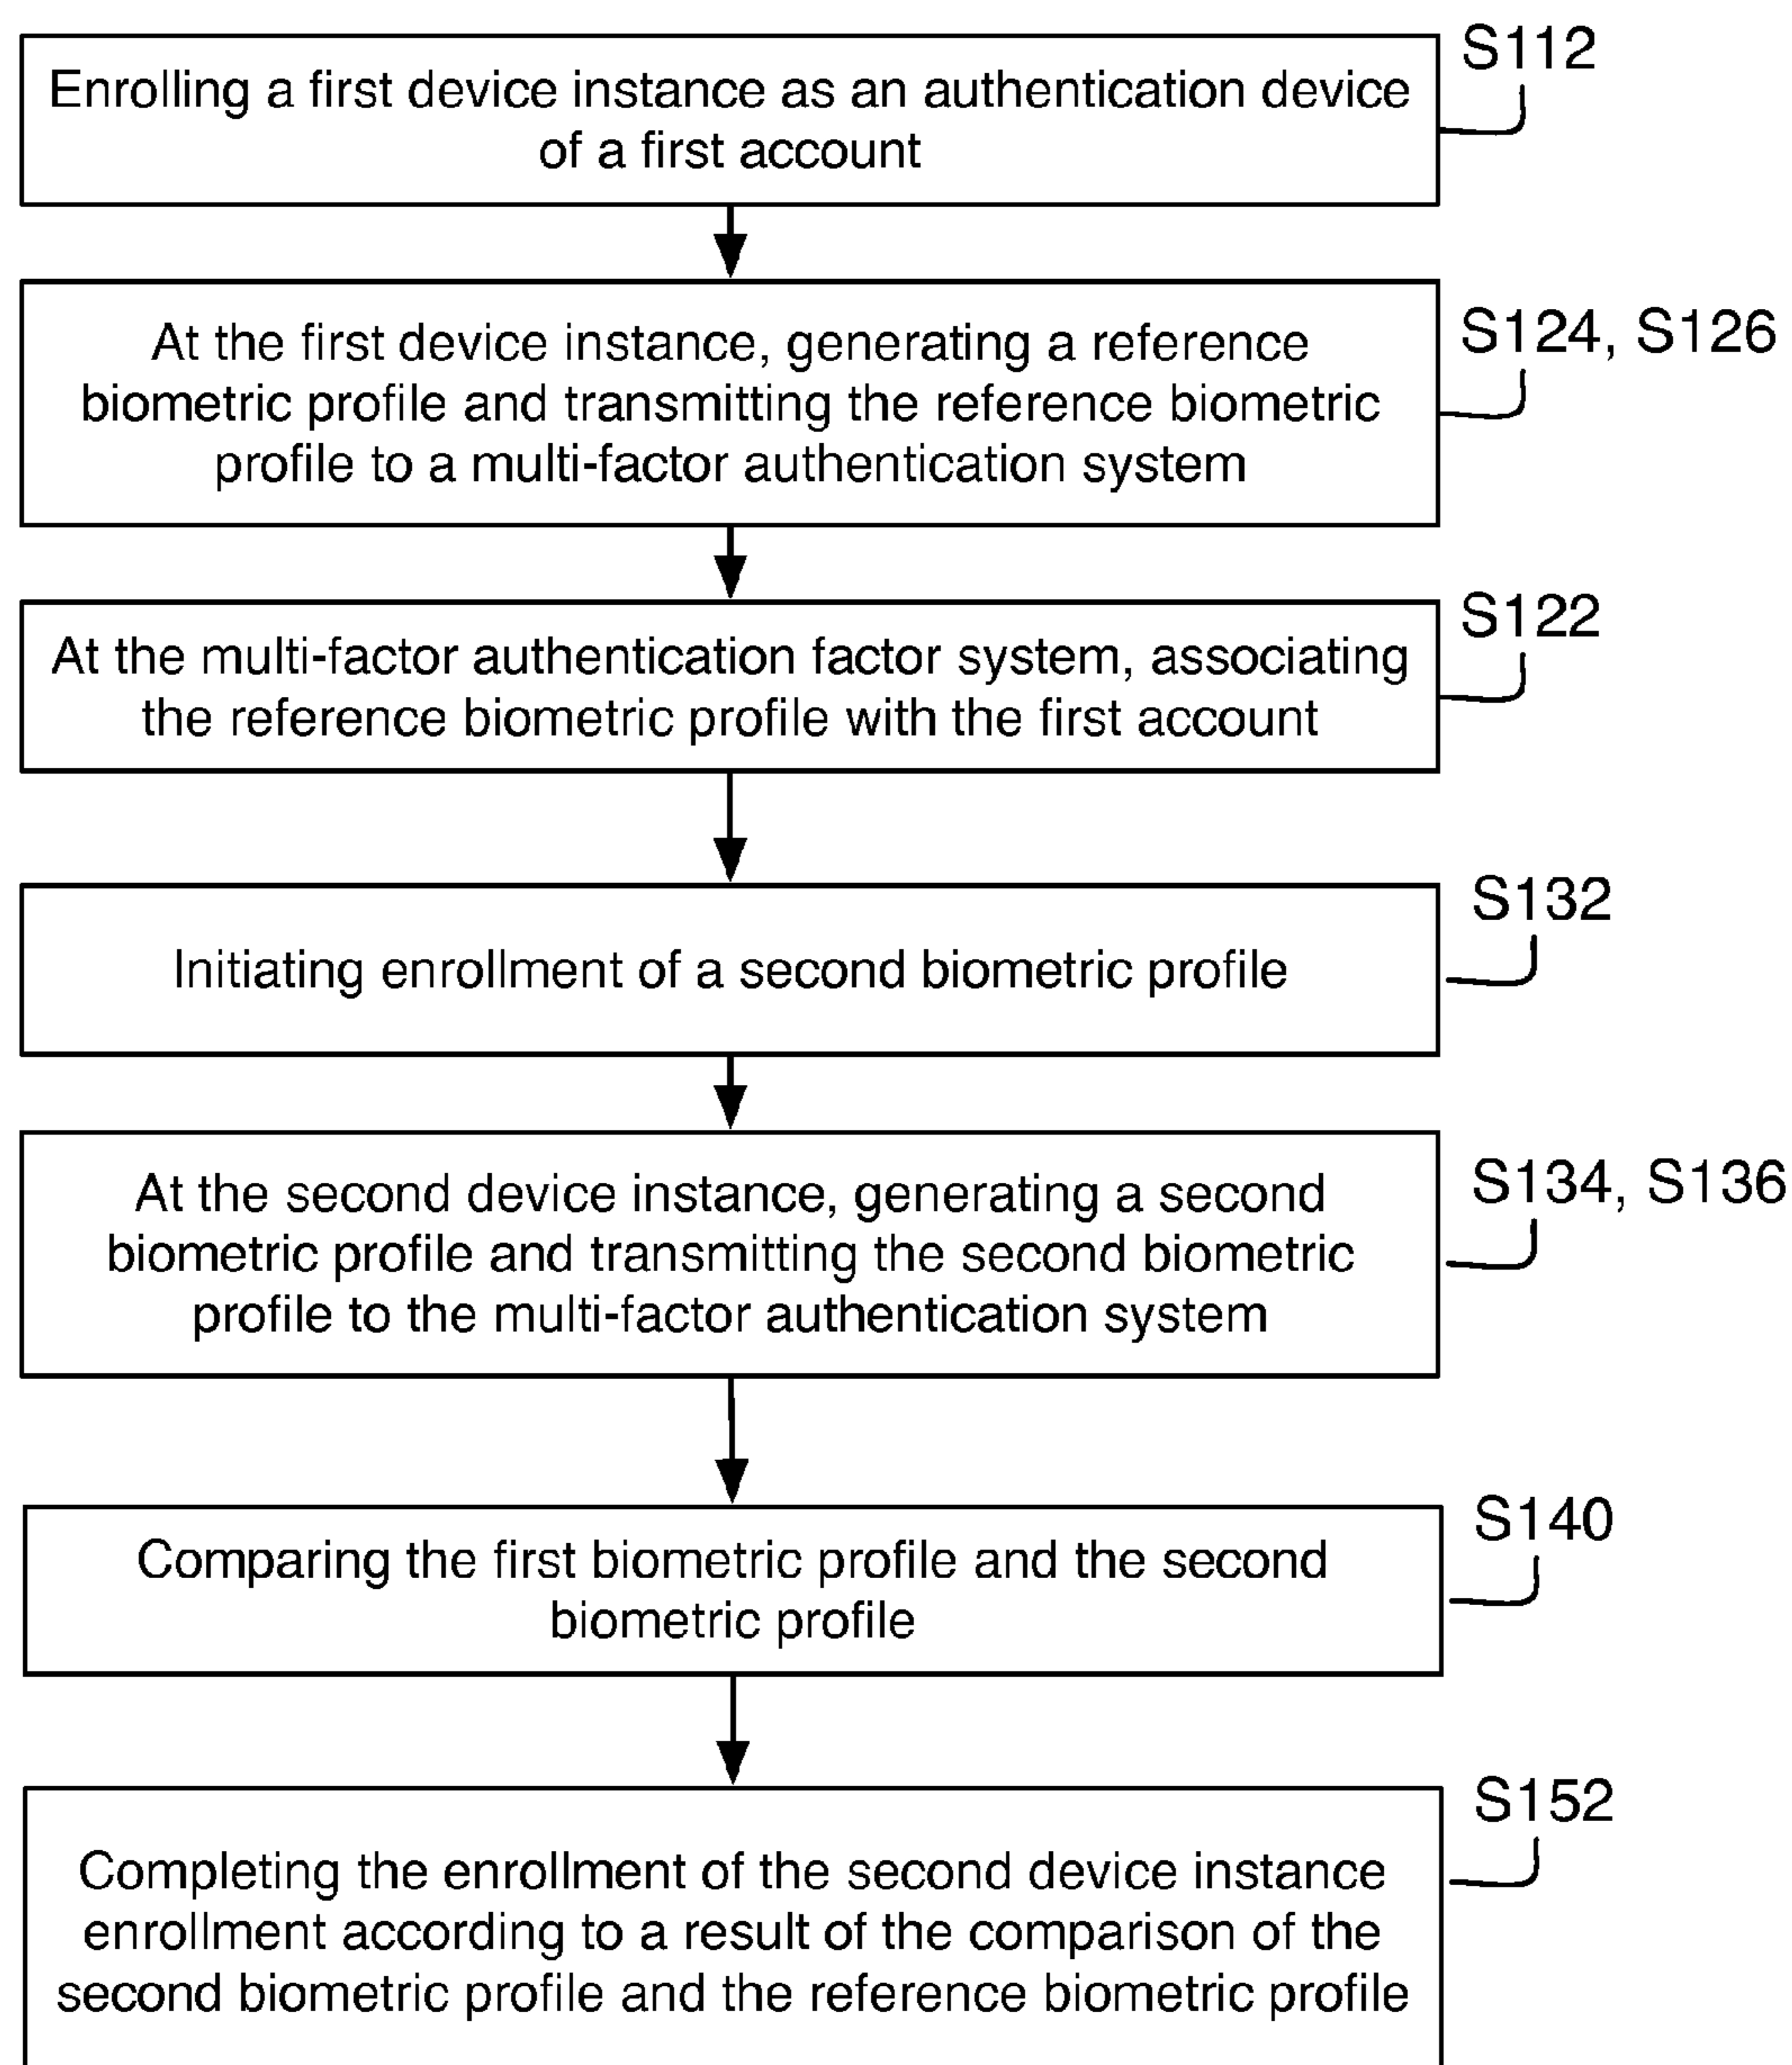 S112
Enrolling a first device instance as an authentication device
of a first account
S124, S126
At the first device instance, generating a reference
biometric profile and transmitting the reference biometric
profile to a multi-factor authentication system
S122
At the multi-factor authentication factor system, associating
the reference biometric profile with the first account
S132
Initiating enrollment of a second biometric profile
S134, S136
At the second device instance, generating a second
biometric profile and transmitting the second biometric
profile to the multi-factor authentication system
S140
Comparing the first biometric profile and the second
biometric profile
S152
Completing the enrollment of the second device instance
enrollment according to a result of the comparison of the
second biometric profile and the reference biometric profile